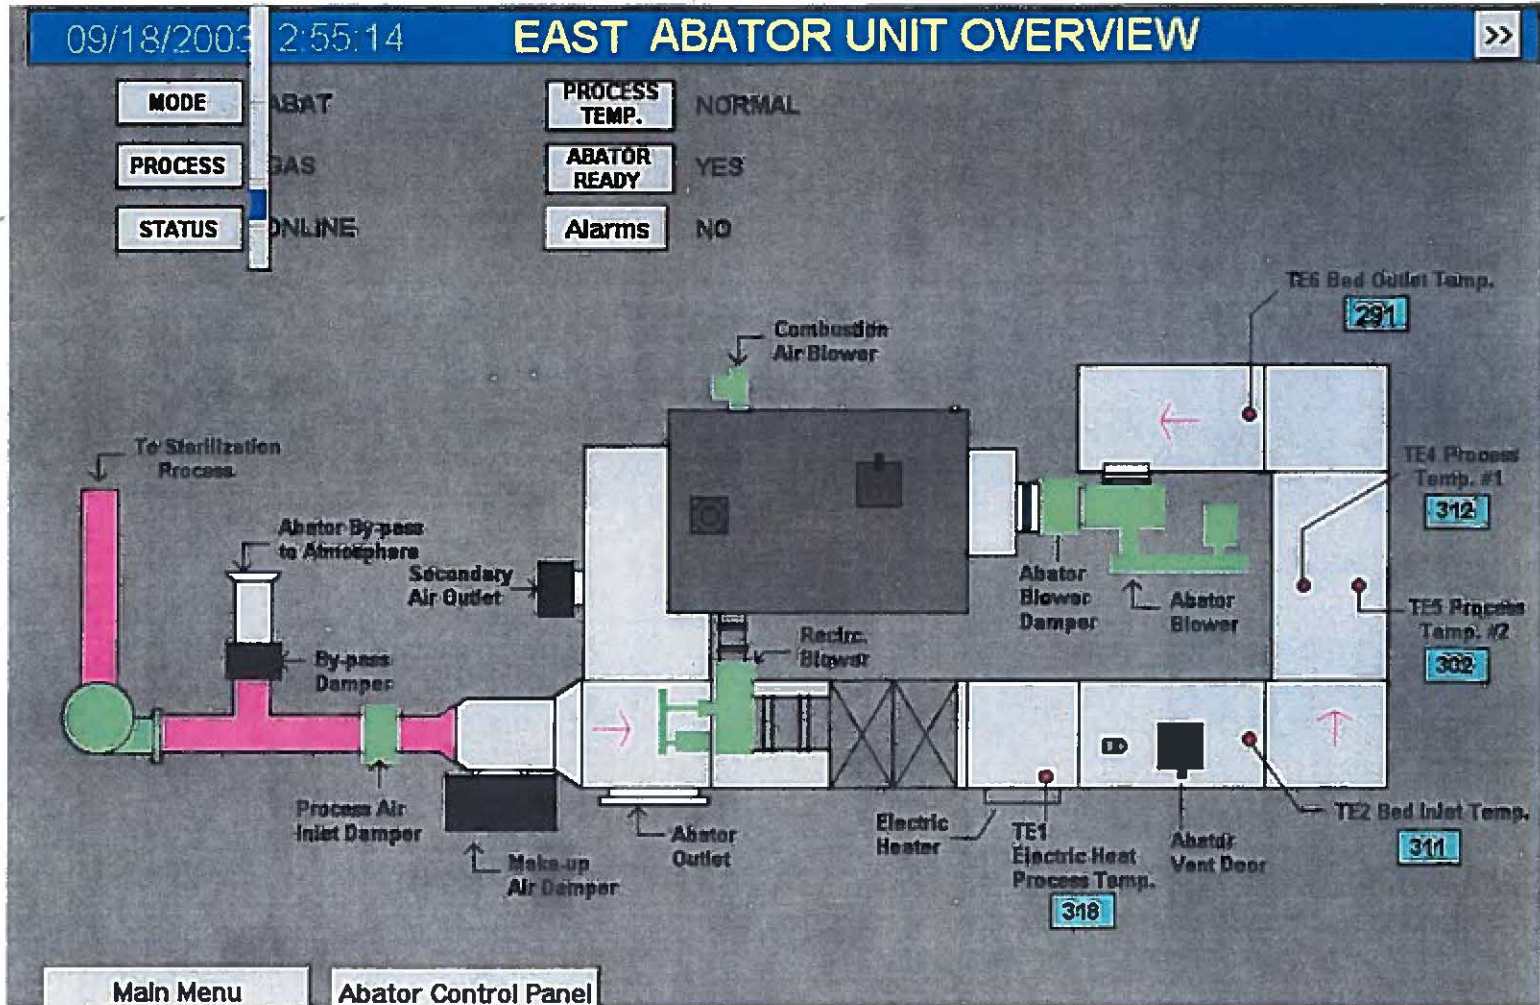 09/18/2003 2:55:14
EAST ABATOR UNIT OVERVIEW
>>
MODE
ABAT
PROCESS
TEMP.
NORMAL
PROCESS
GAS
ABATOR
READY
YES
STATUS
ONLINE
Alarms
NO
TE6 Bed Outlet Temp.
291
Combustion
Air Blower
To Sterilization
Process
TE4 Process
Temp. #1
312
Abator By-pass
to Atmosphere
Secondary
Air Outlet
Abator
Blower
Damper
Abator
Blower
TE5 Process
Temp. #2
302
By-pass
Damper
Recirc.
Blower
Process Air
Inlet Damper
Make-up
Air Damper
Abator
Outlet
Electric
Heater
TE1
Electric Heat
Process Temp.
318
Abator
Vent Door
TE2 Bed Inlet Temp.
311
Main Menu
Abator Control Panel